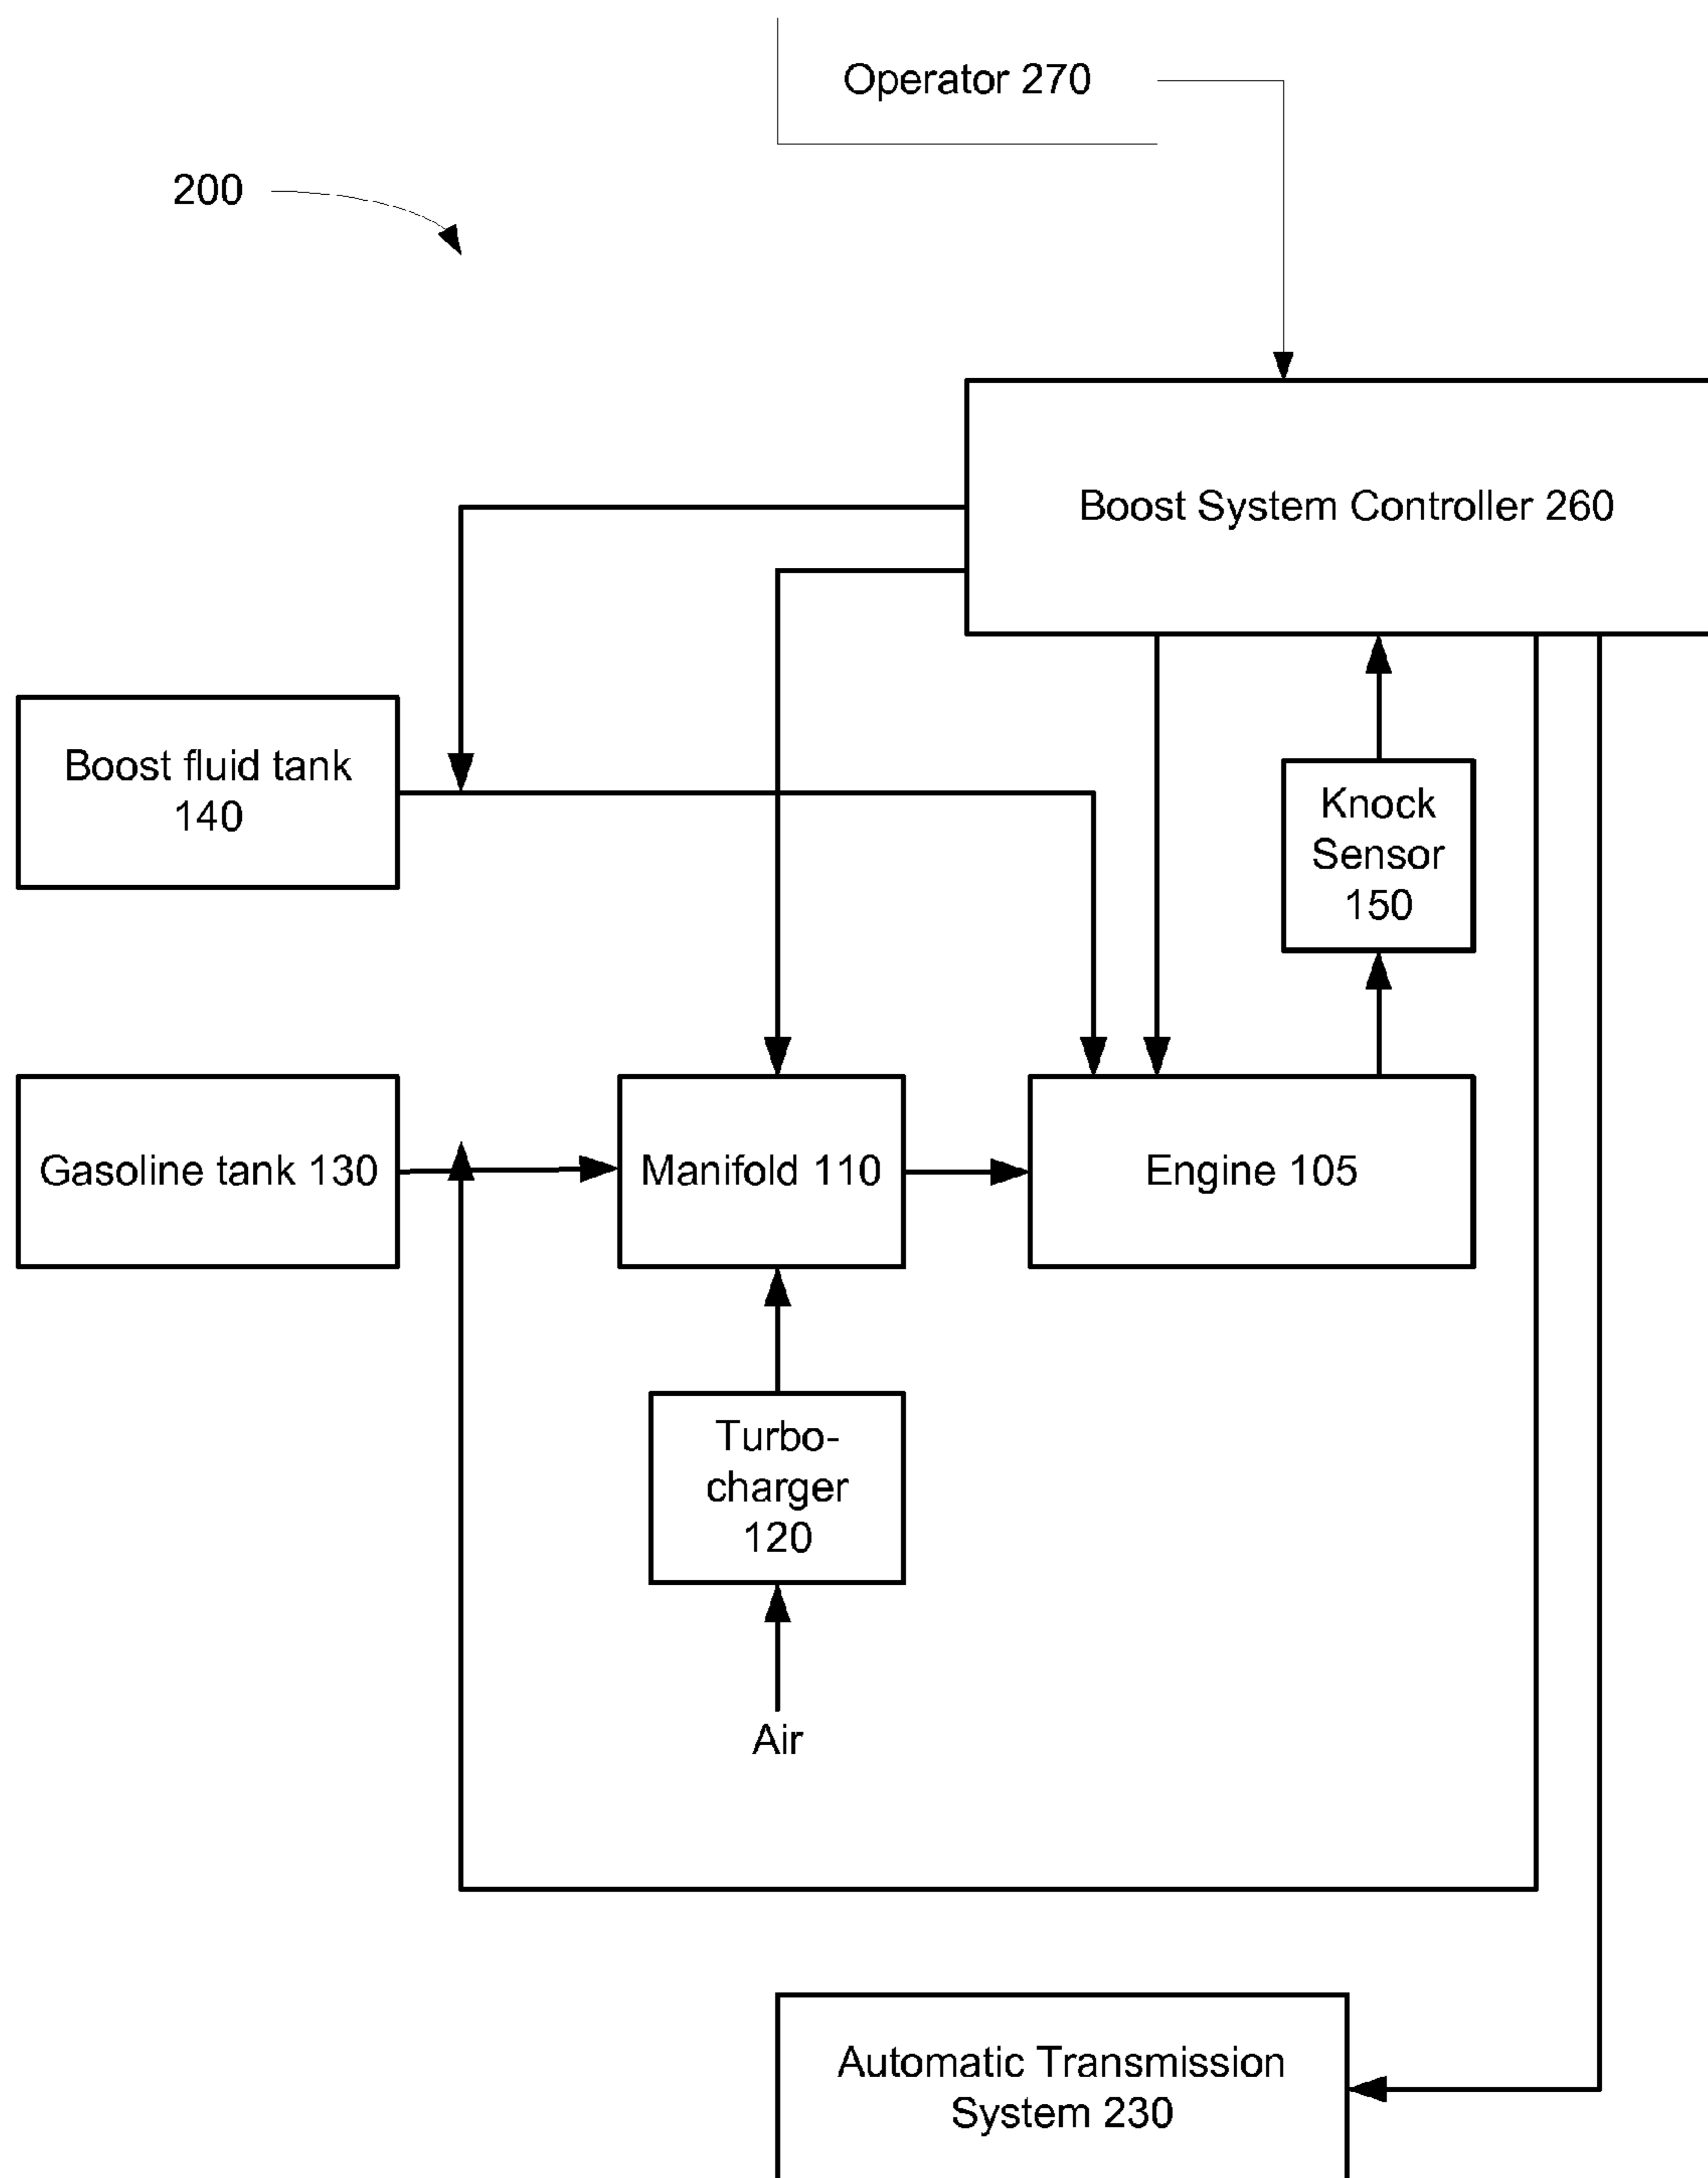 Operator 270
200
Boost System Controller 260
Boost fluid tank
140
Knock
Sensor
150
Gasoline tank 130
Manifold 110
Engine 105
Turbo-
charger
120
Air
Automatic Transmission
System 230